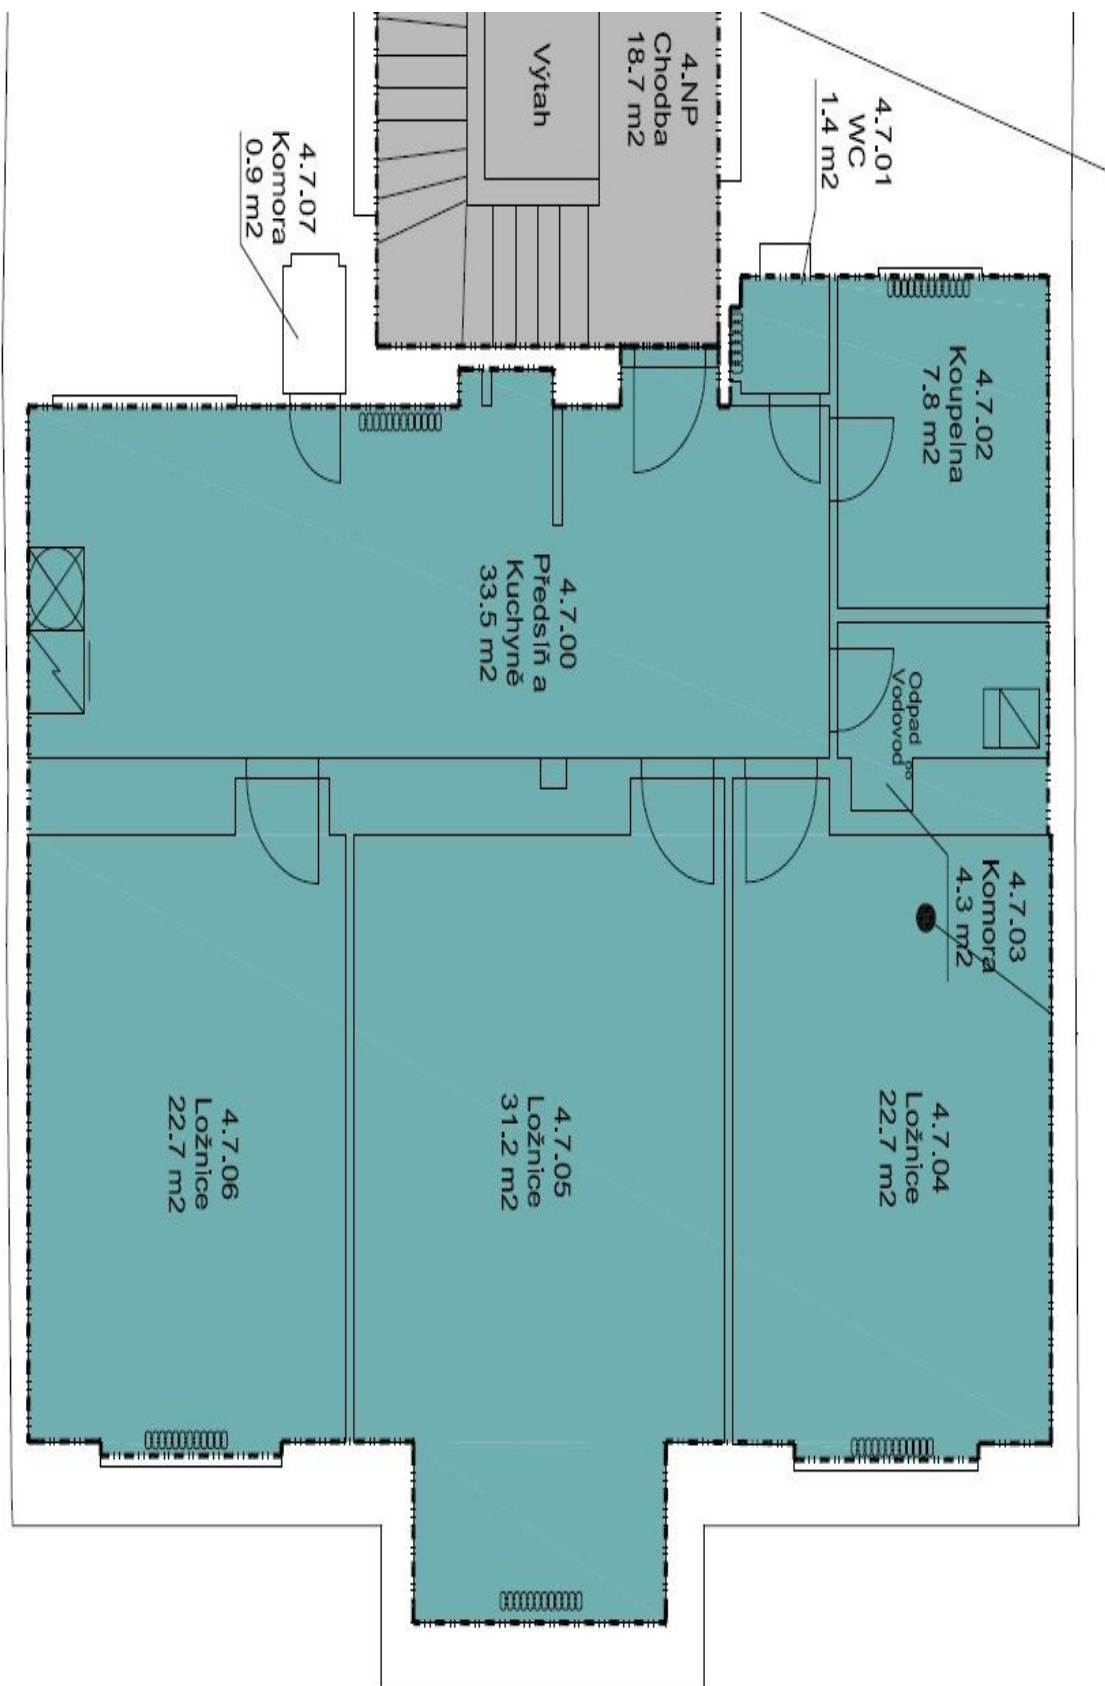 4.NP
Chodba
18.7 m2
Výtah
4.7.01
WC
1.4 m2
4.7.07
Komora
0.9 m2
4.7.02
Koupelna
7.8 m2
4.7.00
Předsíň a
Kuchyně
33.5 m2
Odpad
Vodovod
4.7.03
Komora
4.3 m2
4.7.04
Ložnice
22.7 m2
4.7.05
Ložnice
31.2 m2
4.7.06
Ložnice
22.7 m2